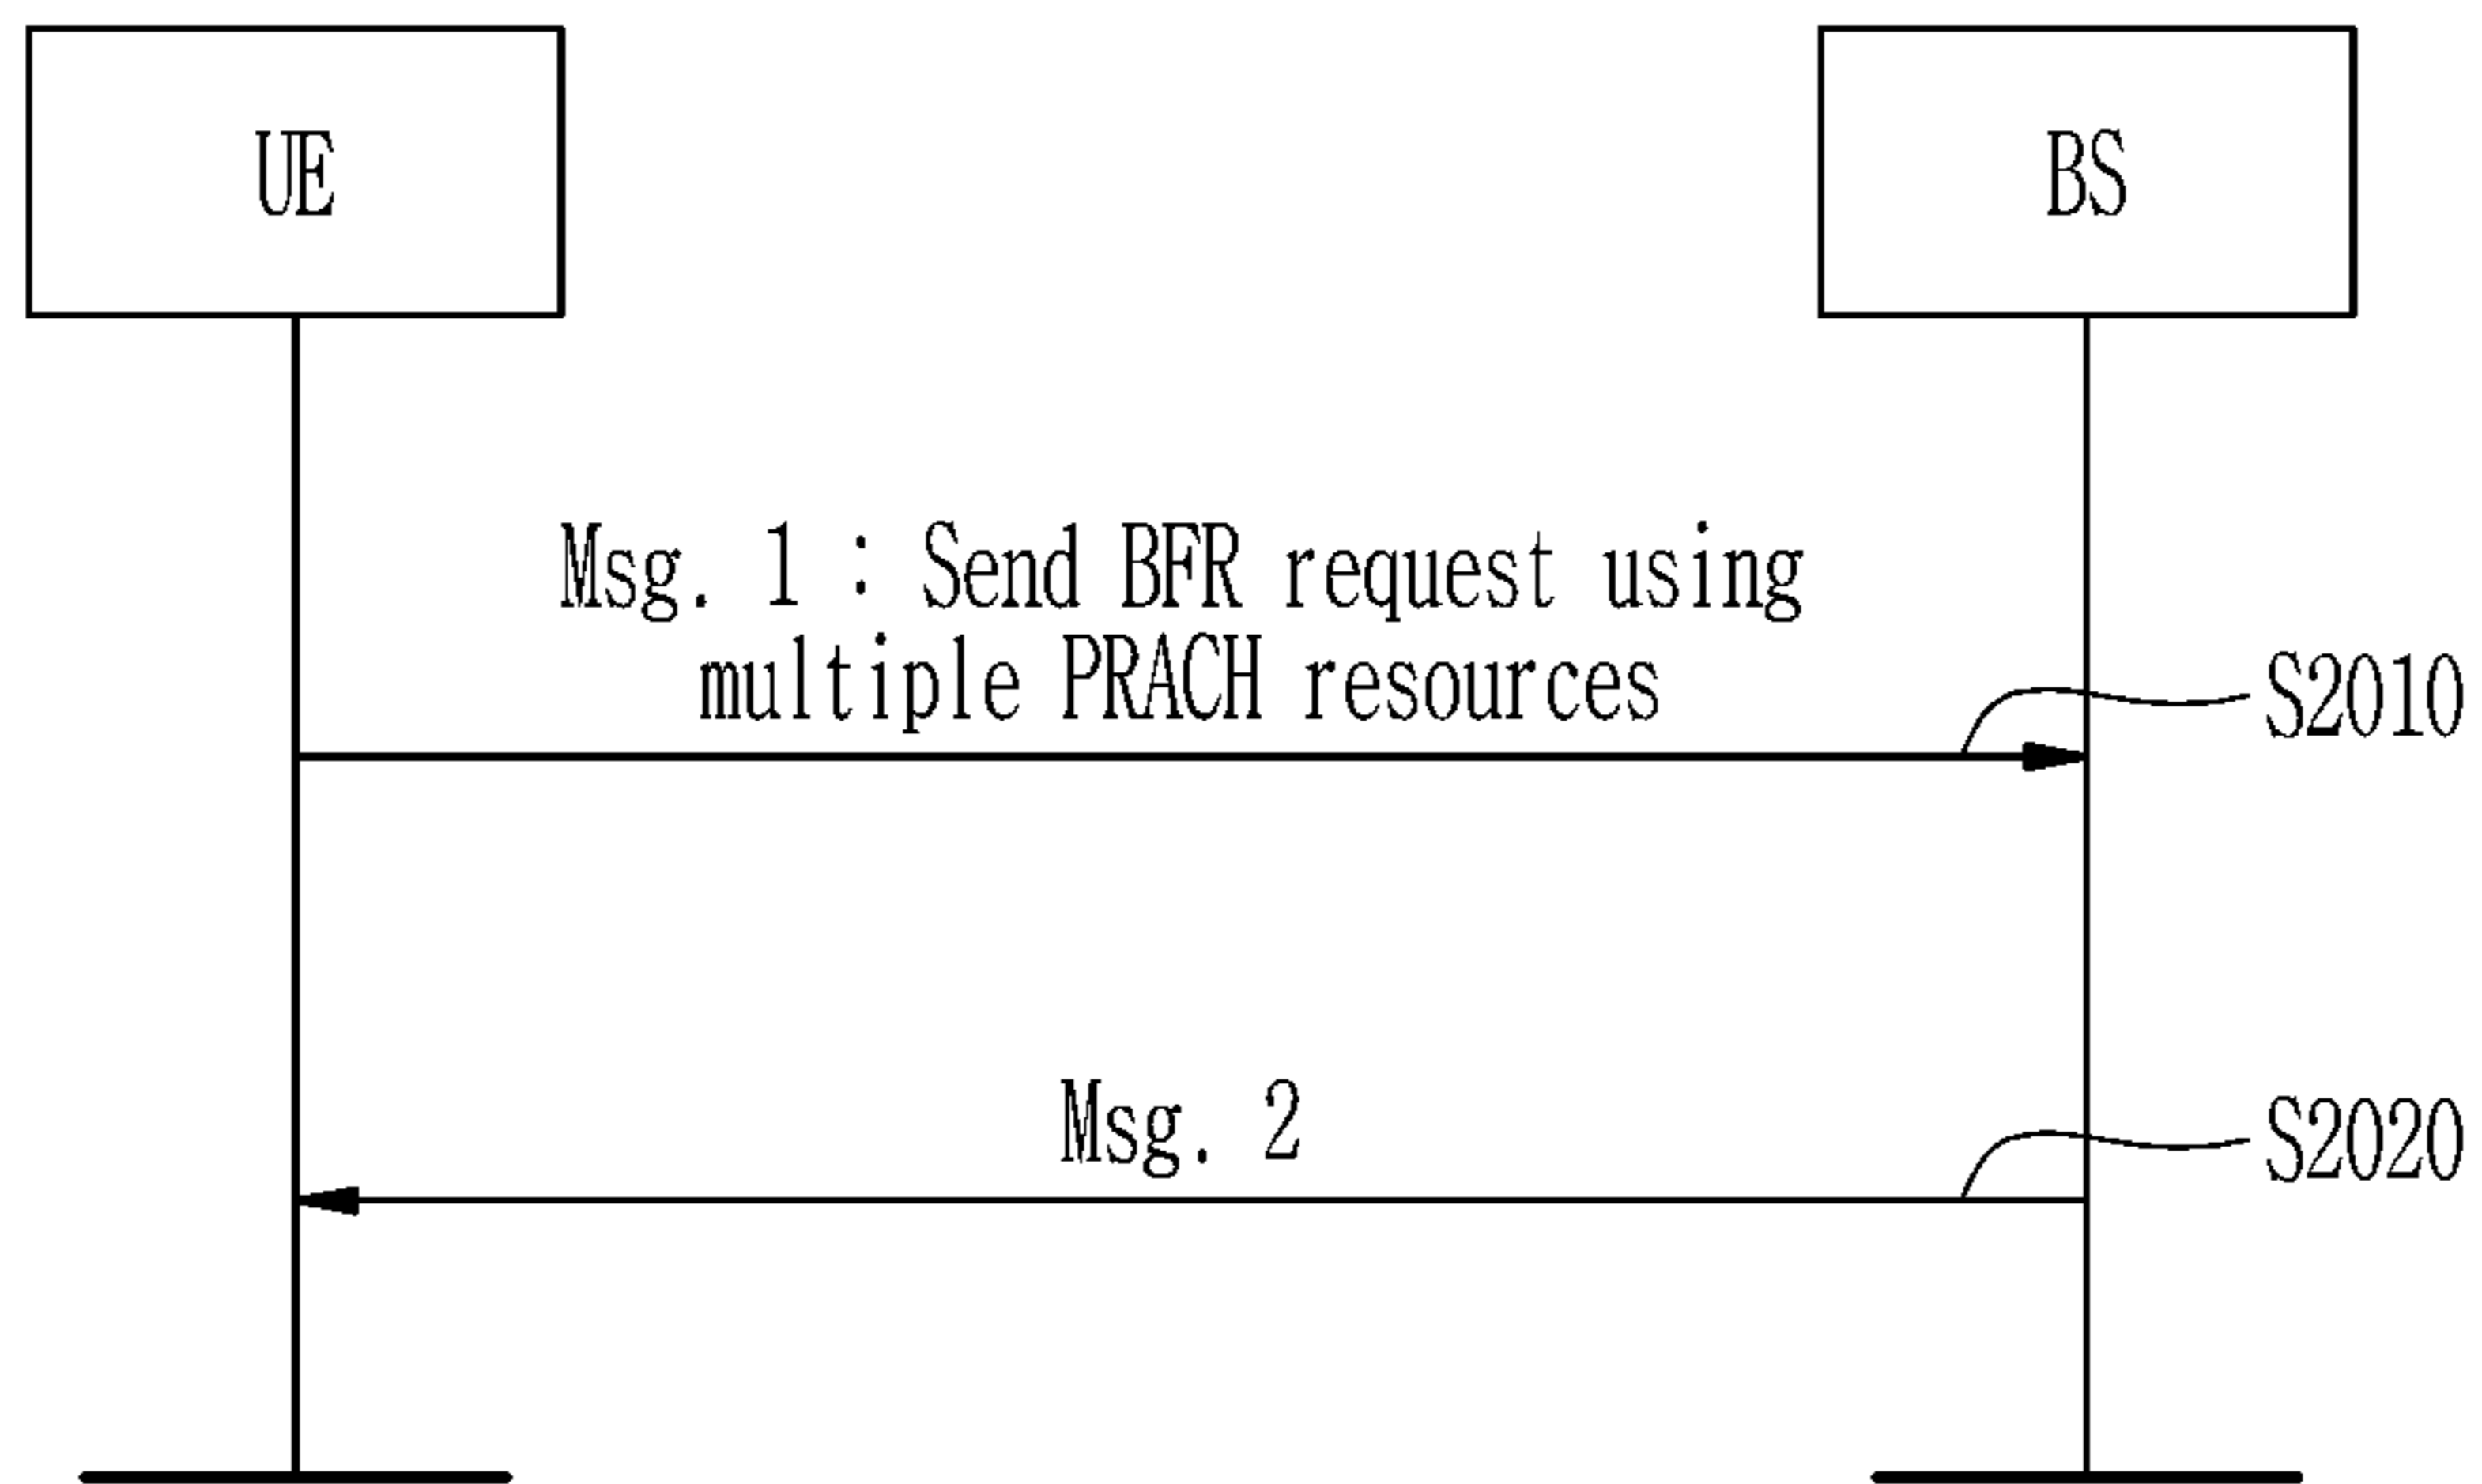 UE
BS
Msg. 1 : Send BFR request using
multiple PRACH resources
S2010
Msg. 2
S2020